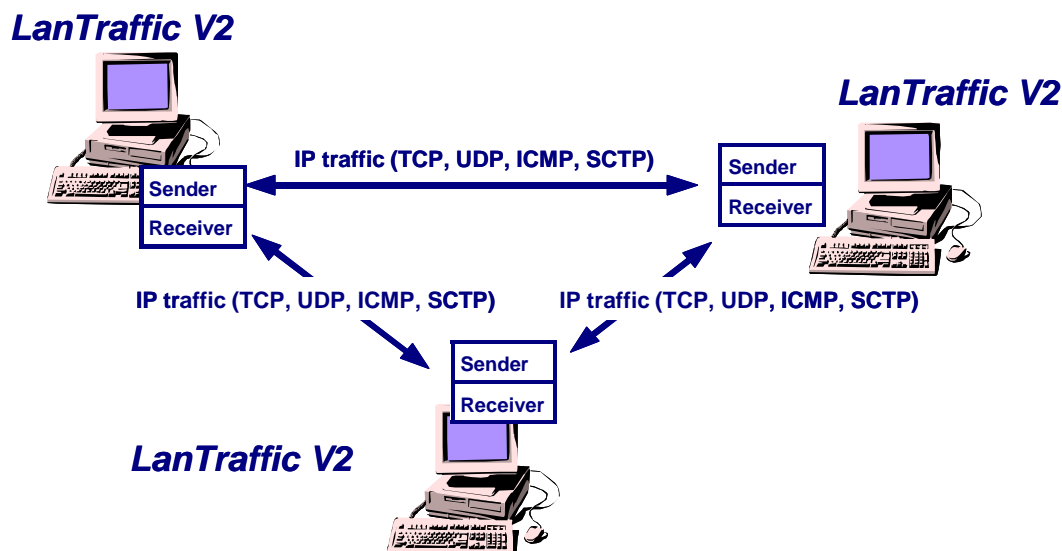 LanTraffic V2
LanTraffic V2
IP traffic (TCP, UDP, ICMP, SCTP)
Sender
Receiver
Sender
Receiver
IP traffic (TCP, UDP, ICMP, SCTP)
IP traffic (TCP, UDP, ICMP, SCTP)
Sender
Receiver
LanTraffic V2